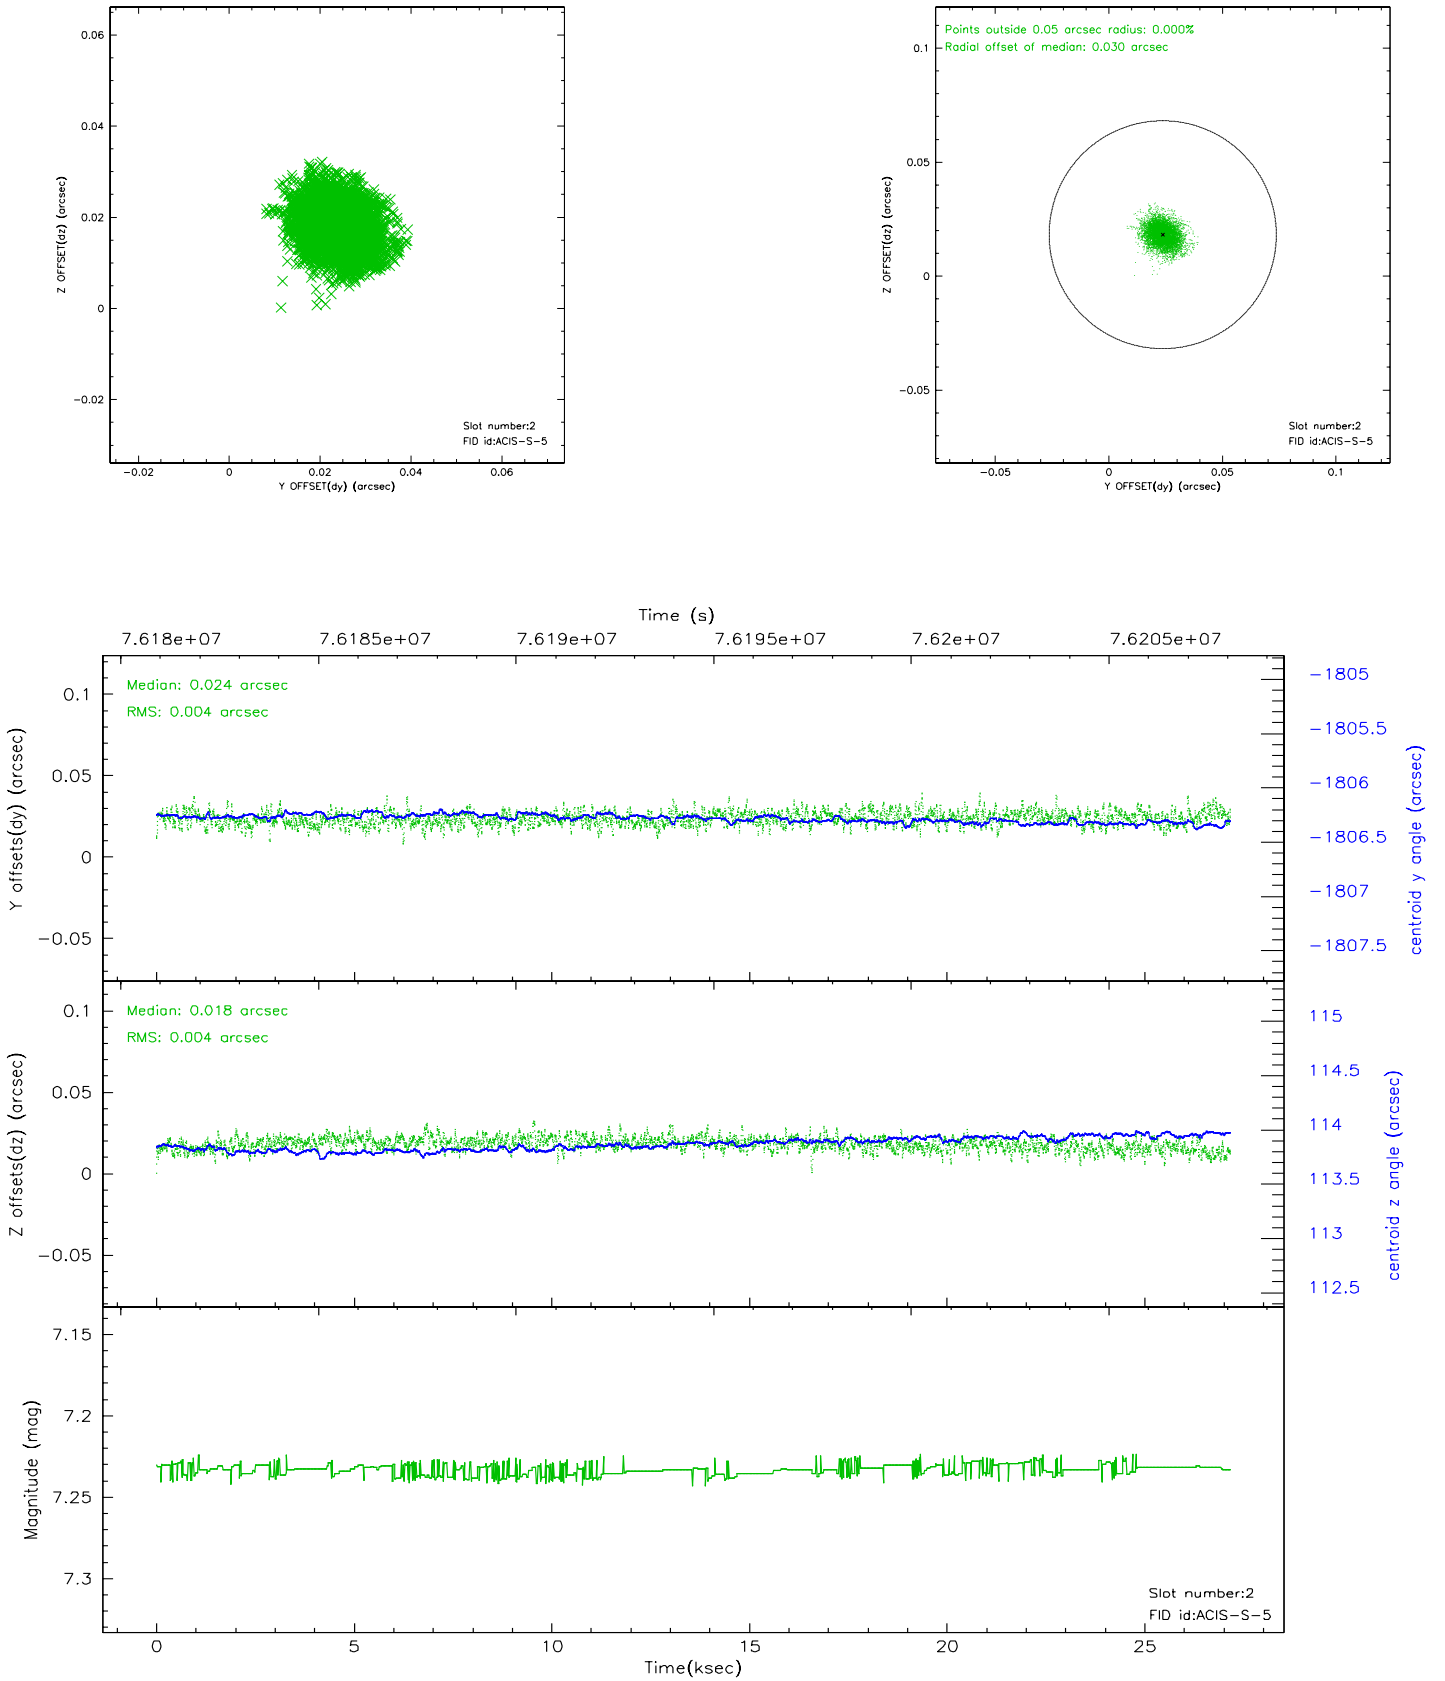 0.06
0.04
0.02
0
−0.02
Z OFFSET(dz) (arcsec)
Slot number:2
FID id:ACIS−S−5
−0.02 0 0.02 0.04 0.06
Y OFFSET(dy) (arcsec)
Points outside 0.05 arcsec radius: 0.000%
Radial offset of median: 0.030 arcsec
0.1
0.05
0
−0.05
Z OFFSET(dz) (arcsec)
Slot number:2
FID id:ACIS−S−5
−0.05 0 0.05 0.1
Y OFFSET(dy) (arcsec)
Time (s)
7.618e+07 7.6185e+07 7.619e+07 7.6195e+07 7.62e+07 7.6205e+07
Median: 0.024 arcsec
RMS: 0.004 arcsec
0.1
0.05
0
−0.05
Y offsets(dy) (arcsec)
−1805
−1805.5
−1806
−1806.5
−1807
−1807.5
centroid y angle (arcsec)
Median: 0.018 arcsec
RMS: 0.004 arcsec
0.1
0.05
0
−0.05
Z offsets(dz) (arcsec)
115
114.5
114
113.5
113
112.5
centroid z angle (arcsec)
7.15
7.2
7.25
7.3
Magnitude (mag)
Slot number:2
FID id:ACIS−S−5
0 5 10 15 20 25
Time(ksec)